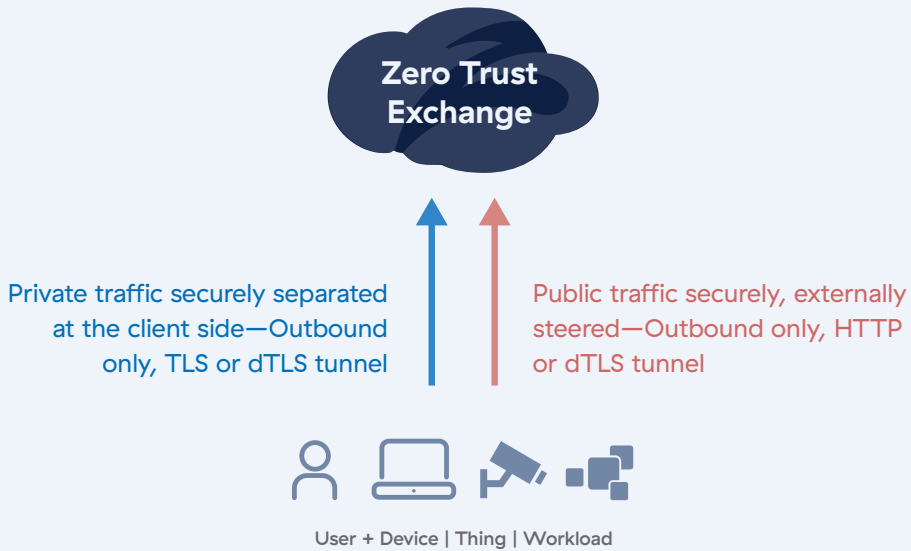 Zero Trust
Exchange
Private traffic securely separated
at the client side—Outbound
only, TLS or dTLS tunnel
Public traffic securely, externally
steered—Outbound only, HTTP
or dTLS tunnel
User + Device | Thing | Workload